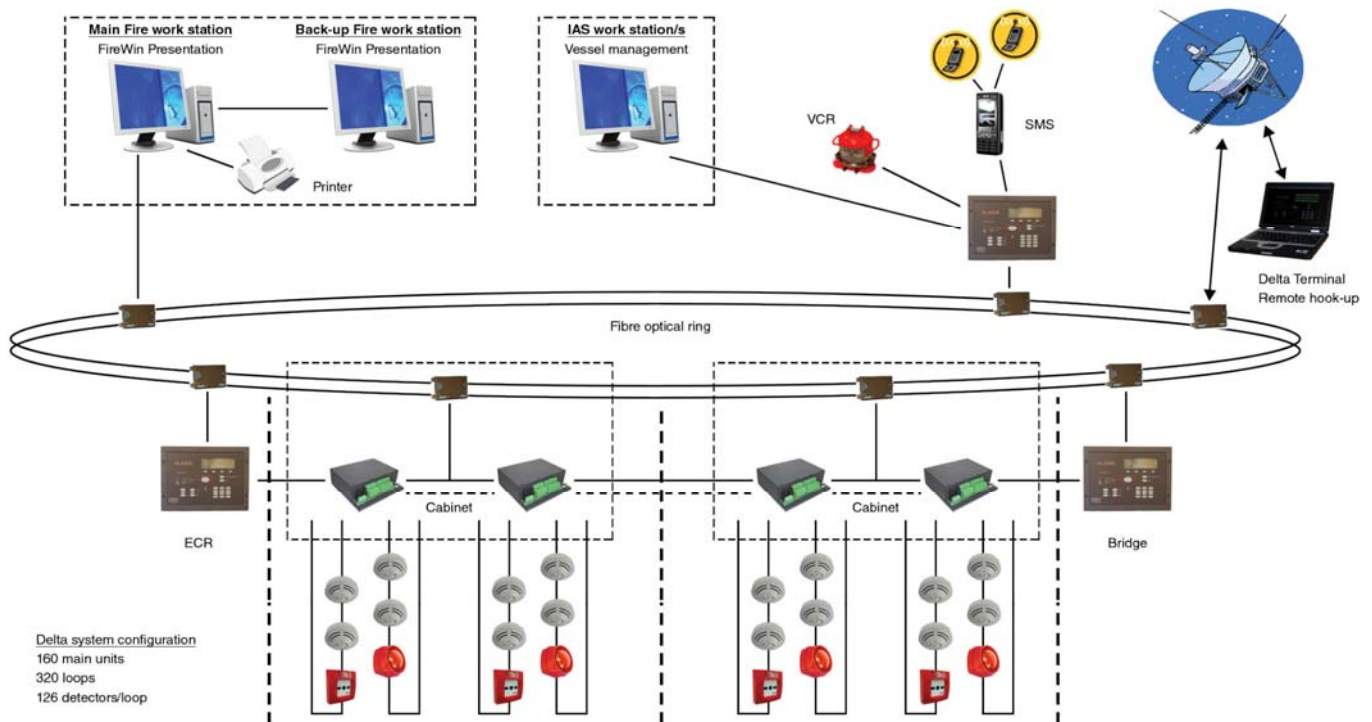 Main Fire work station
FireWin Presentation
Back-up Fire work station
FireWin Presentation
Printer
IAS work station/s
Vessel management
VCR
SMS
Delta Terminal
Remote hook-up
Fibre optical ring
ECR
Cabinet
Cabinet
Bridge
Delta system configuration
160 main units
320 loops
126 detectors/loop